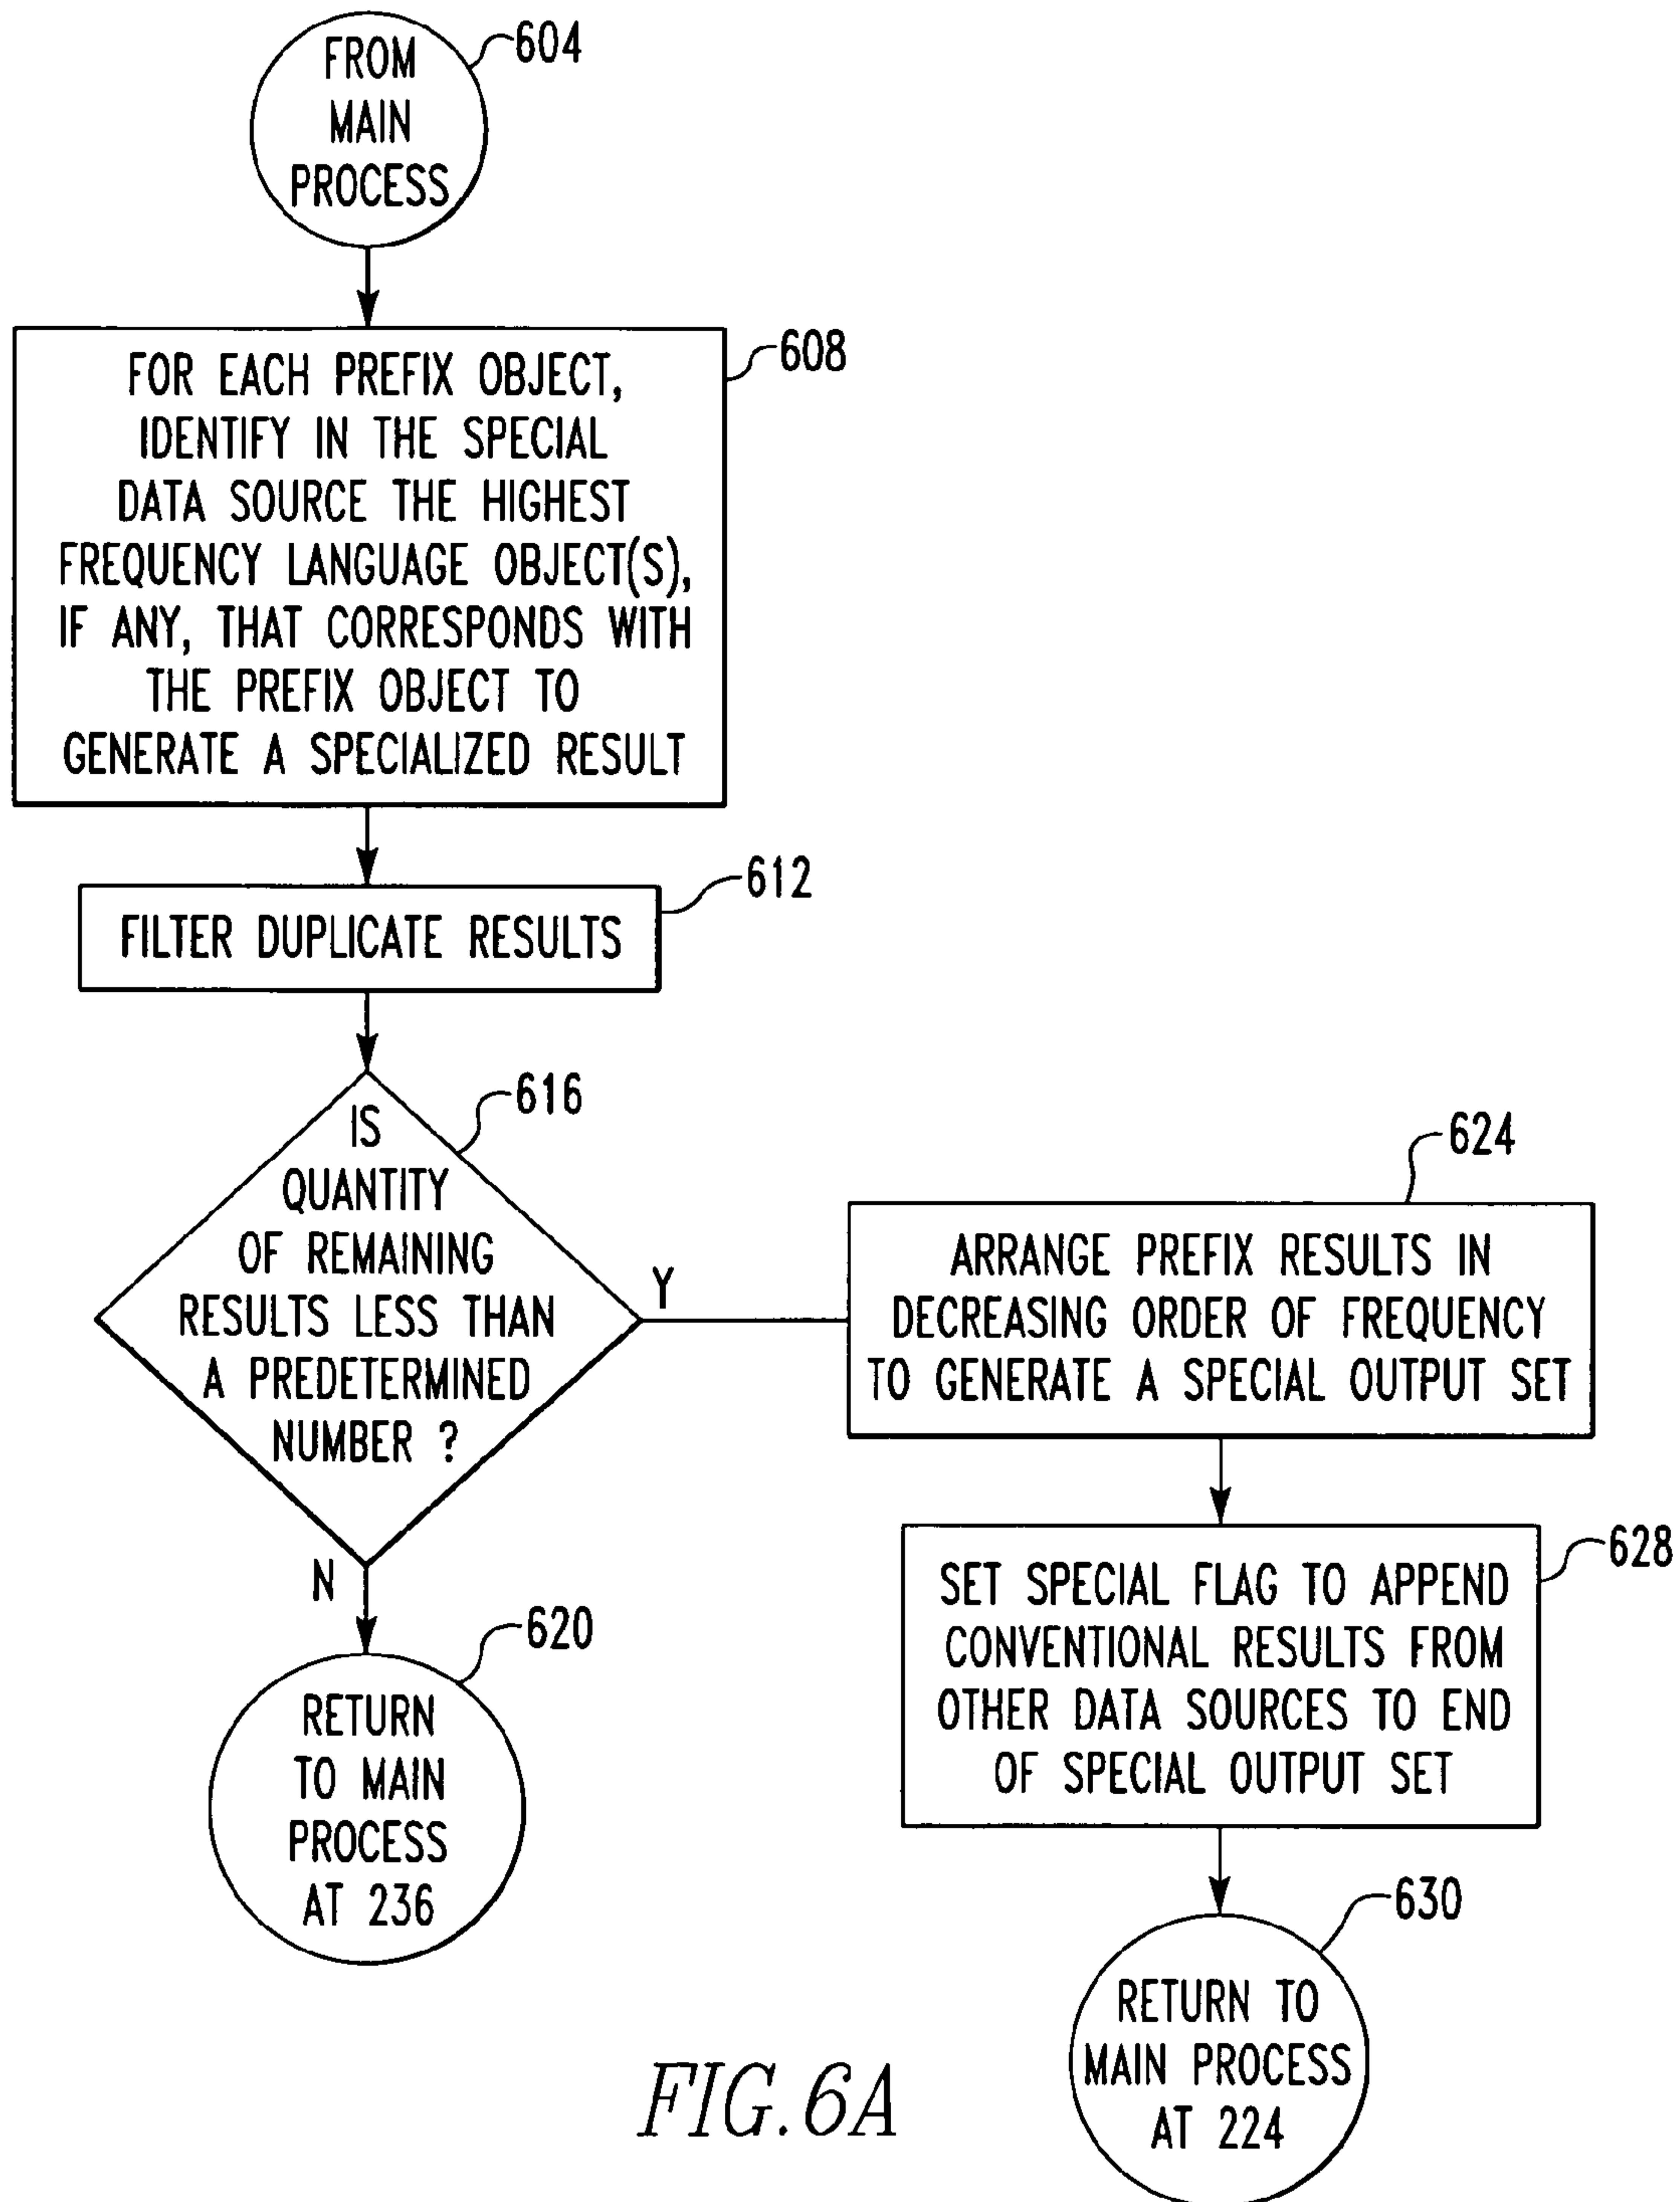 FROM
MAIN
PROCESS
604
FOR EACH PREFIX OBJECT,
IDENTIFY IN THE SPECIAL
DATA SOURCE THE HIGHEST
FREQUENCY LANGUAGE OBJECT(S),
IF ANY, THAT CORRESPONDS WITH
THE PREFIX OBJECT TO
GENERATE A SPECIALIZED RESULT
608
FILTER DUPLICATE RESULTS
612
IS
QUANTITY
OF REMAINING
RESULTS LESS THAN
A PREDETERMINED
NUMBER ?
616
Y
N
RETURN
TO MAIN
PROCESS
AT 236
620
ARRANGE PREFIX RESULTS IN
DECREASING ORDER OF FREQUENCY
TO GENERATE A SPECIAL OUTPUT SET
624
SET SPECIAL FLAG TO APPEND
CONVENTIONAL RESULTS FROM
OTHER DATA SOURCES TO END
OF SPECIAL OUTPUT SET
628
RETURN TO
MAIN PROCESS
AT 224
630
FIG.6A